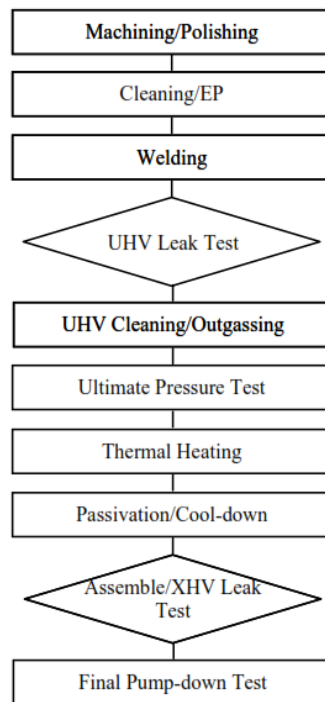 Machining/Polishing
Cleaning/EP
Welding
UHV Leak Test
UHV Cleaning/Outgassing
Ultimate Pressure Test
Thermal Heating
Passivation/Cool-down
Assemble/XHV Leak
Test
Final Pump-down Test